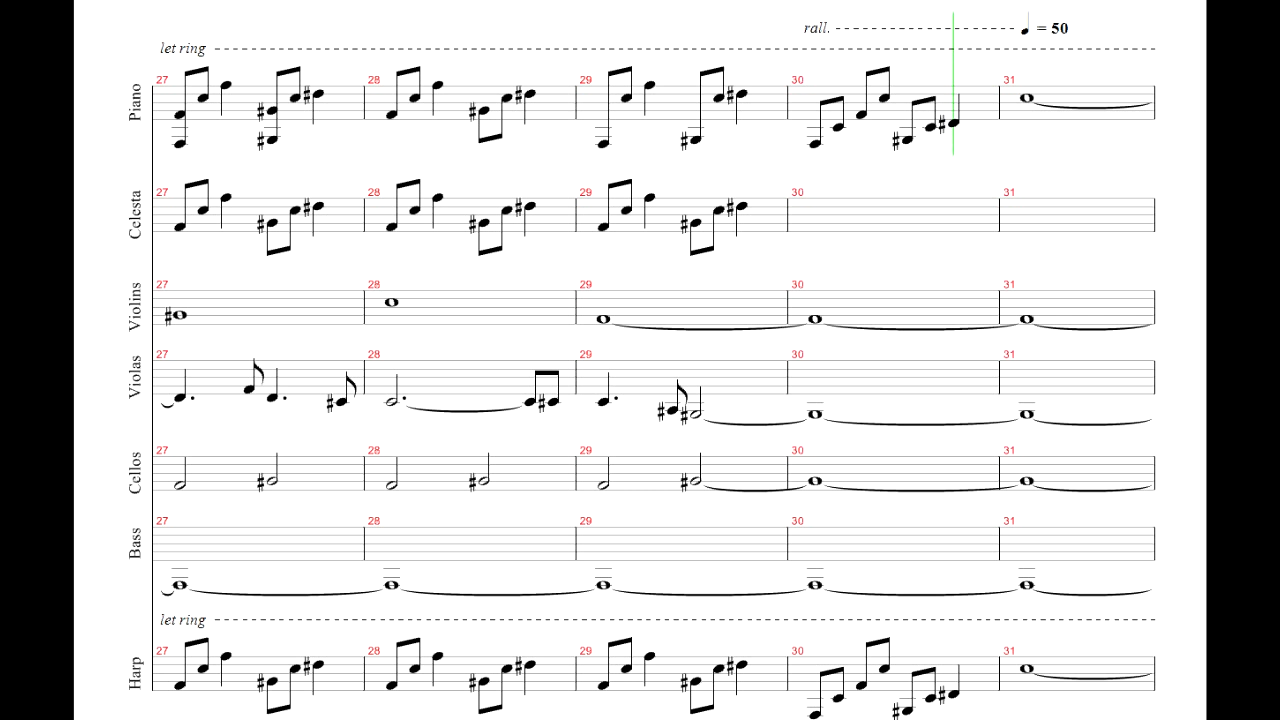 rall. = 50
let ring
Piano 27 28 29 30 31
Celesta 27 28 29 30 31
Violins 27 28 29 30 31
Violas 27 28 29 30 31
Cellos 27 28 29 30 31
Bass 27 28 29 30 31
let ring
Harp 27 28 29 30 31